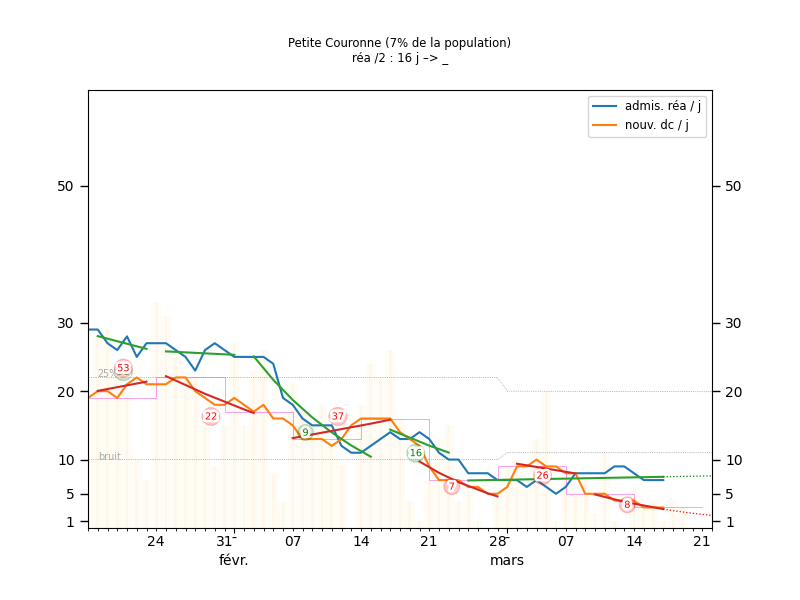 Petite Couronne (7% de la population)
réa /2 : 16 j –> _
admis. réa / j
nouv. dc / j
50 50
30 30
25%
53
20 20
22
37
9
16
bruit
10 10
26
7
5 5
8
1 1
24 31 07 14 21 28 07 14 21
févr. mars